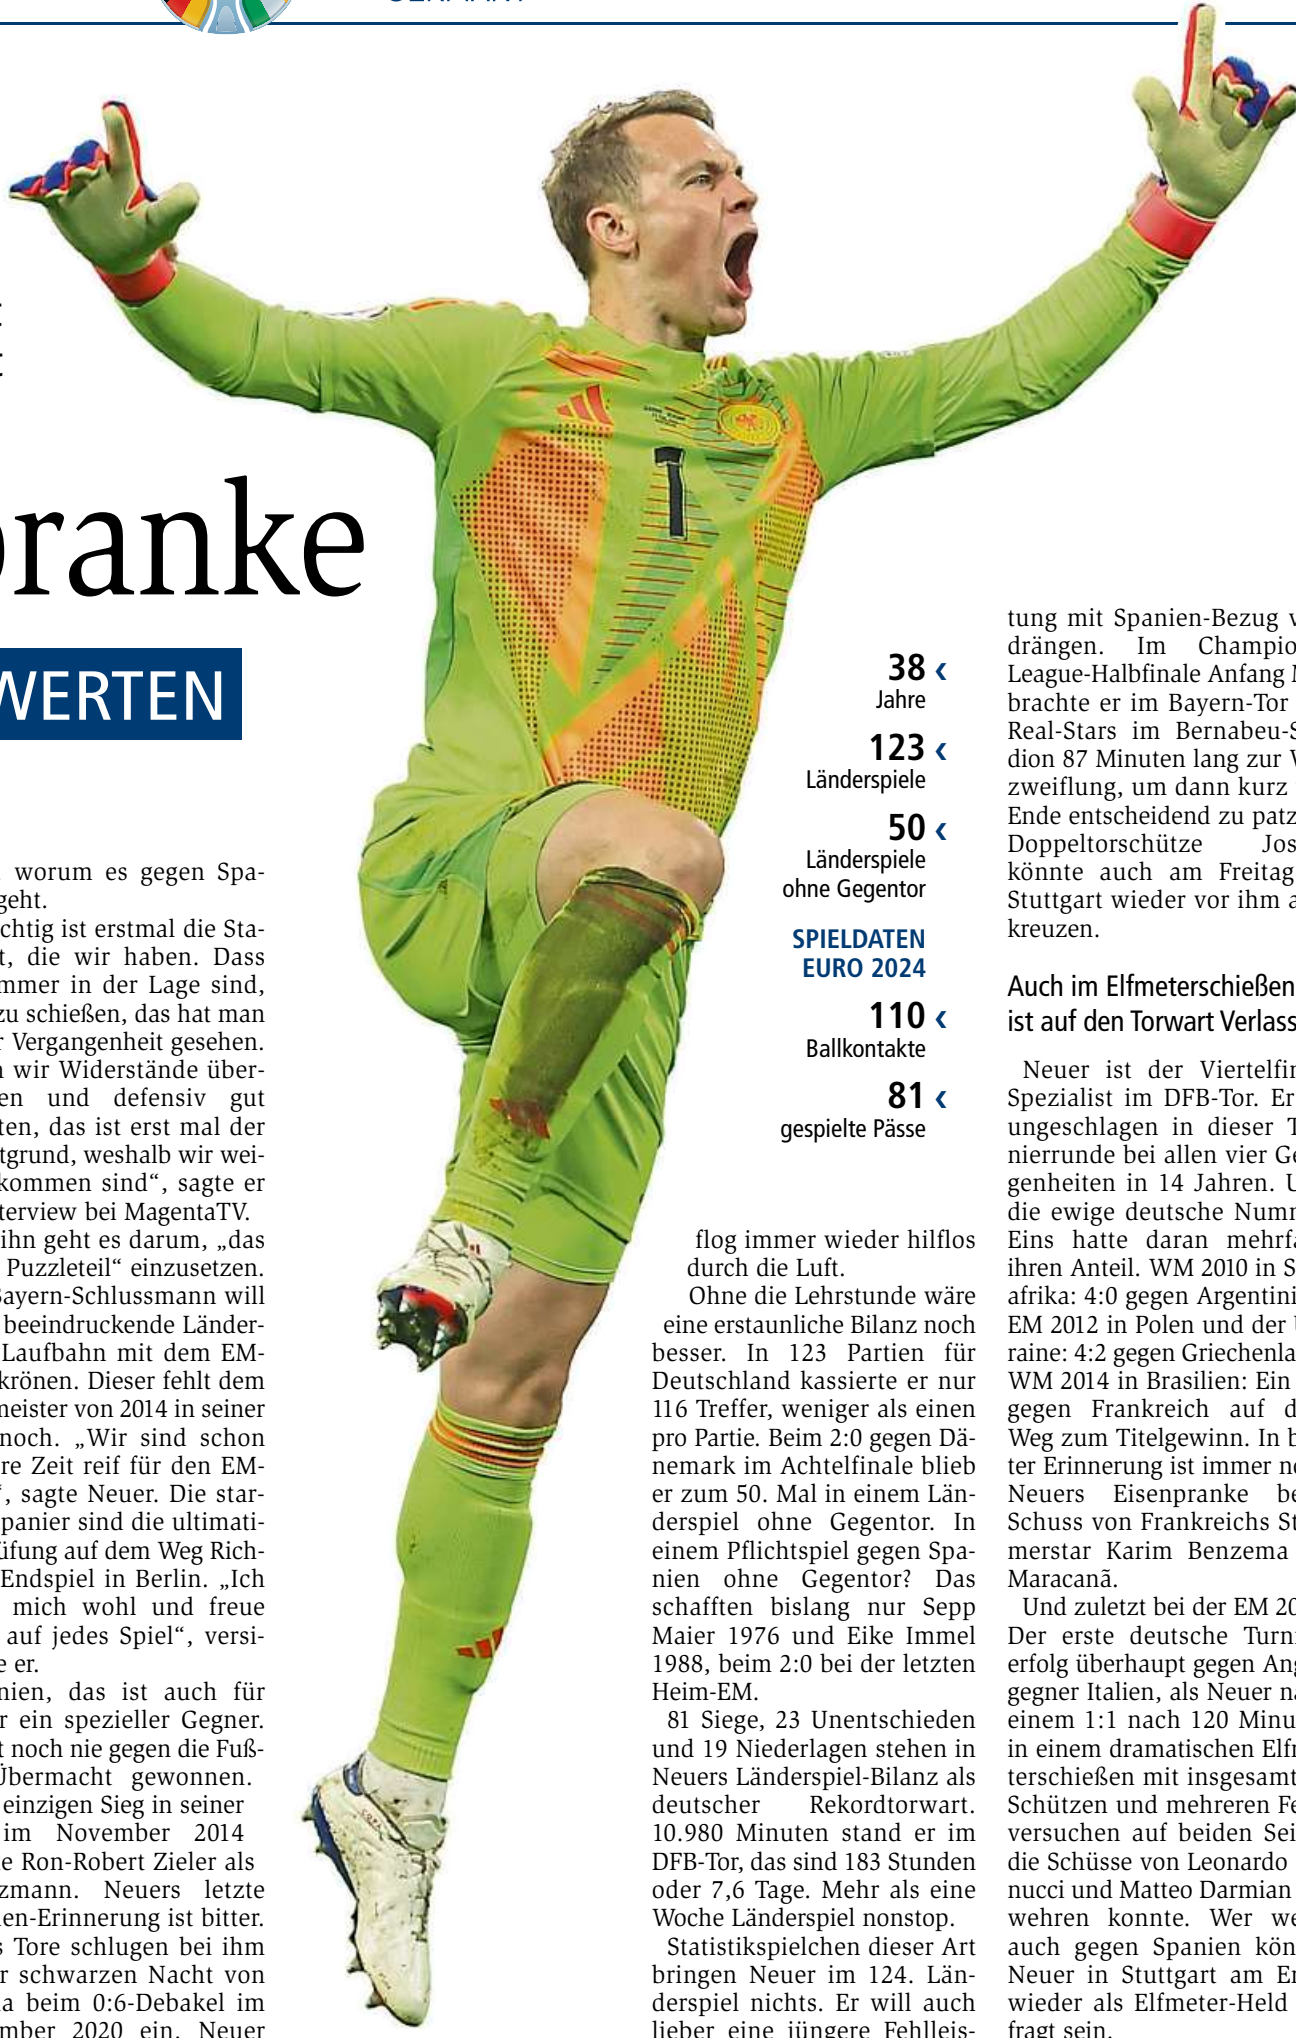 ranke
WERTEN
worum es gegen Spa-
geht.
chtig ist erstmal die Sta-
t, die wir haben. Dass
mmer in der Lage sind,
zu schießen, das hat man
r Vergangenheit gesehen.
wir Widerstände über-
en und defensiv gut
ten, das ist erst mal der
tgrund, weshalb wir wei-
kommen sind“, sagte er
terview bei MagentaTV.
ihn geht es darum, „das
Puzzleteil“ einzusetzen.
Bayern-Schlussmann will
beeindruckende Länder-
Laufbahn mit dem EM-
krönen. Dieser fehlt dem
meister von 2014 in seiner
noch. „Wir sind schon
re Zeit reif für den EM-
“, sagte Neuer. Die star-
panier sind die ultimati-
üfung auf dem Weg Rich-
Endspiel in Berlin. „Ich
mich wohl und freue
auf jedes Spiel“, versi-
e er.
nien, das ist auch für
r ein spezieller Gegner.
t noch nie gegen die Fuß-
Übermacht gewonnen.
einzigen Sieg in seiner
im November 2014
e Ron-Robert Zieler als
zmann. Neuers letzte
en-Erinnerung ist bitter.
s Tore schlugen bei ihm
r schwarzen Nacht von
a beim 0:6-Debakel im
mber 2020 ein. Neuer
1
38 ‹
Jahre
123 ‹
Länderspiele
50 ‹
Länderspiele
ohne Gegentor
SPIELDATEN
EURO 2024
110 ‹
Ballkontakte
81 ‹
gespielte Pässe
flog immer wieder hilflos
durch die Luft.
Ohne die Lehrstunde wäre
eine erstaunliche Bilanz noch
besser. In 123 Partien für
Deutschland kassierte er nur
116 Treffer, weniger als einen
pro Partie. Beim 2:0 gegen Dä-
nemark im Achtelfinale blieb
er zum 50. Mal in einem Län-
derspiel ohne Gegentor. In
einem Pflichtspiel gegen Spa-
nien ohne Gegentor? Das
schafften bislang nur Sepp
Maier 1976 und Eike Immel
1988, beim 2:0 bei der letzten
Heim-EM.
81 Siege, 23 Unentschieden
und 19 Niederlagen stehen in
Neuers Länderspiel-Bilanz als
deutscher Rekordtorwart.
10.980 Minuten stand er im
DFB-Tor, das sind 183 Stunden
oder 7,6 Tage. Mehr als eine
Woche Länderspiel nonstop.
Statistikspielchen dieser Art
bringen Neuer im 124. Län-
derspiel nichts. Er will auch
lieber eine jüngere Fehlleis-
tung mit Spanien-Bezug v
drängen. Im Champio
League-Halbfinale Anfang M
brachte er im Bayern-Tor
Real-Stars im Bernabeu-S
dion 87 Minuten lang zur V
zweiflung, um dann kurz
Ende entscheidend zu patz
Doppeltorschütze Jos
könnte auch am Freitag
Stuttgart wieder vor ihm a
kreuzen.
Auch im Elfmeterschießen
ist auf den Torwart Verlass
Neuer ist der Viertelfin
Spezialist im DFB-Tor. Er
ungeschlagen in dieser T
nierrunde bei allen vier Ge
genheiten in 14 Jahren. U
die ewige deutsche Numm
Eins hatte daran mehrfa
ihren Anteil. WM 2010 in S
afrika: 4:0 gegen Argentini
EM 2012 in Polen und der U
raine: 4:2 gegen Griechenla
WM 2014 in Brasilien: Ein
gegen Frankreich auf d
Weg zum Titelgewinn. In b
ter Erinnerung ist immer no
Neuers Eisenpranke be
Schuss von Frankreichs St
merstar Karim Benzema
Maracanã.
Und zuletzt bei der EM 20
Der erste deutsche Turni
erfolg überhaupt gegen Ang
gegner Italien, als Neuer na
einem 1:1 nach 120 Minu
in einem dramatischen Elfm
terschießen mit insgesamt
Schützen und mehreren Fe
versuchen auf beiden Sei
die Schüsse von Leonardo
nucci und Matteo Darmian
wehren konnte. Wer we
auch gegen Spanien kön
Neuer in Stuttgart am En
wieder als Elfmeter-Held
fragt sein.